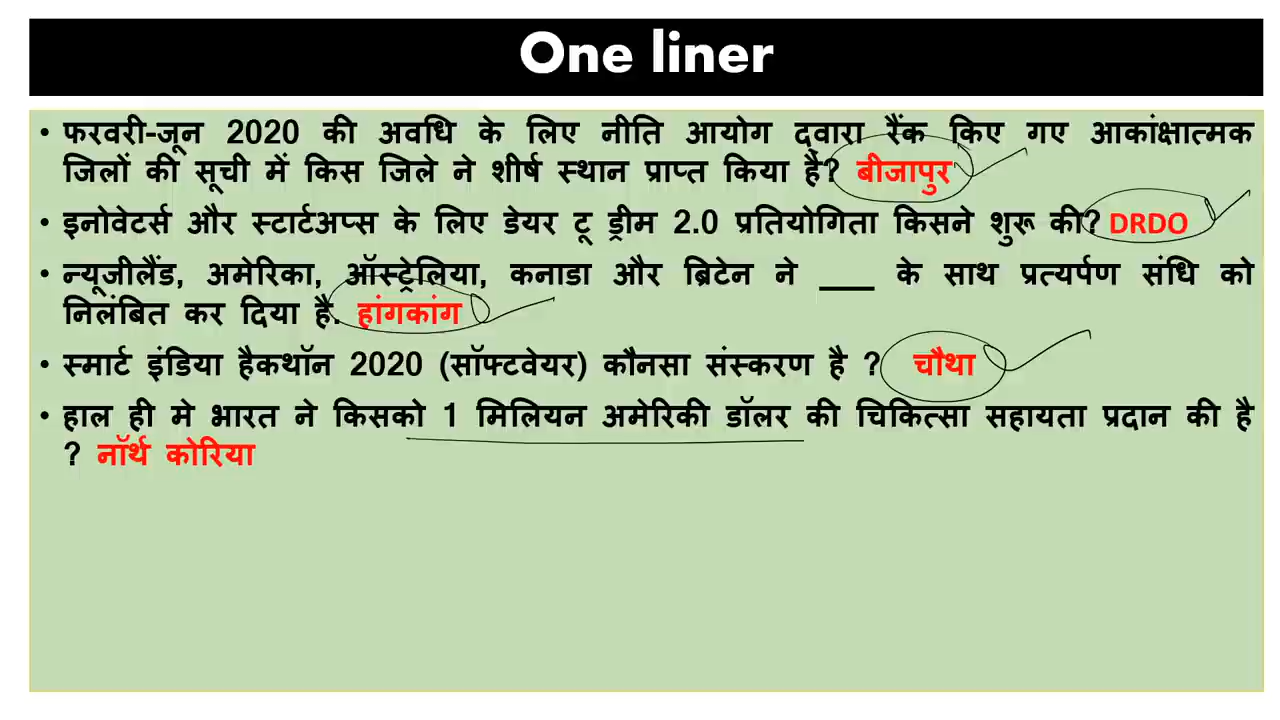 One liner
• फरवरी-जून 2020 की अवधि के लिए नीति आयोग द्वारा रैंक किए गए आकांक्षात्मक
जिलों की सूची में किस जिले ने शीर्ष स्थान प्राप्त किया है? बीजापुर
• इनोवेटर्स और स्टार्टअप्स के लिए डेयर टू ड्रीम 2.0 प्रतियोगिता किसने शुरू की? DRDO
• न्यूजीलैंड, अमेरिका, ऑस्ट्रेलिया, कनाडा और ब्रिटेन ने ___ के साथ प्रत्यर्पण संधि को
निलंबित कर दिया है. हांगकांग
• स्मार्ट इंडिया हैकथॉन 2020 (सॉफ्टवेयर) कौनसा संस्करण है ? चौथा
• हाल ही मे भारत ने किसको 1 मिलियन अमेरिकी डॉलर की चिकित्सा सहायता प्रदान की है
? नॉर्थ कोरिया